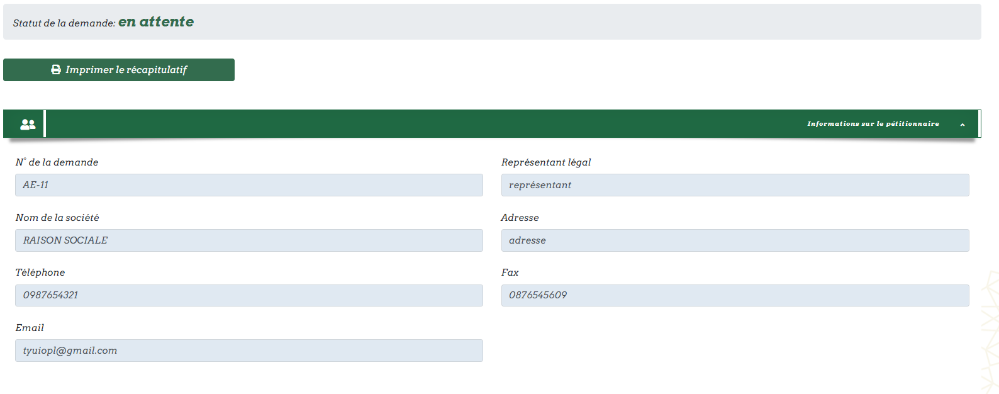 Statut de la demande: en attente
Imprimer le récapitulatif
Informations sur le pétitionnaire
N° de la demande
AE-11
Représentant légal
représentant
Nom de la société
RAISON SOCIALE
Adresse
adresse
Téléphone
0987654321
Fax
0876545609
Email
tyuiopl@gmail.com